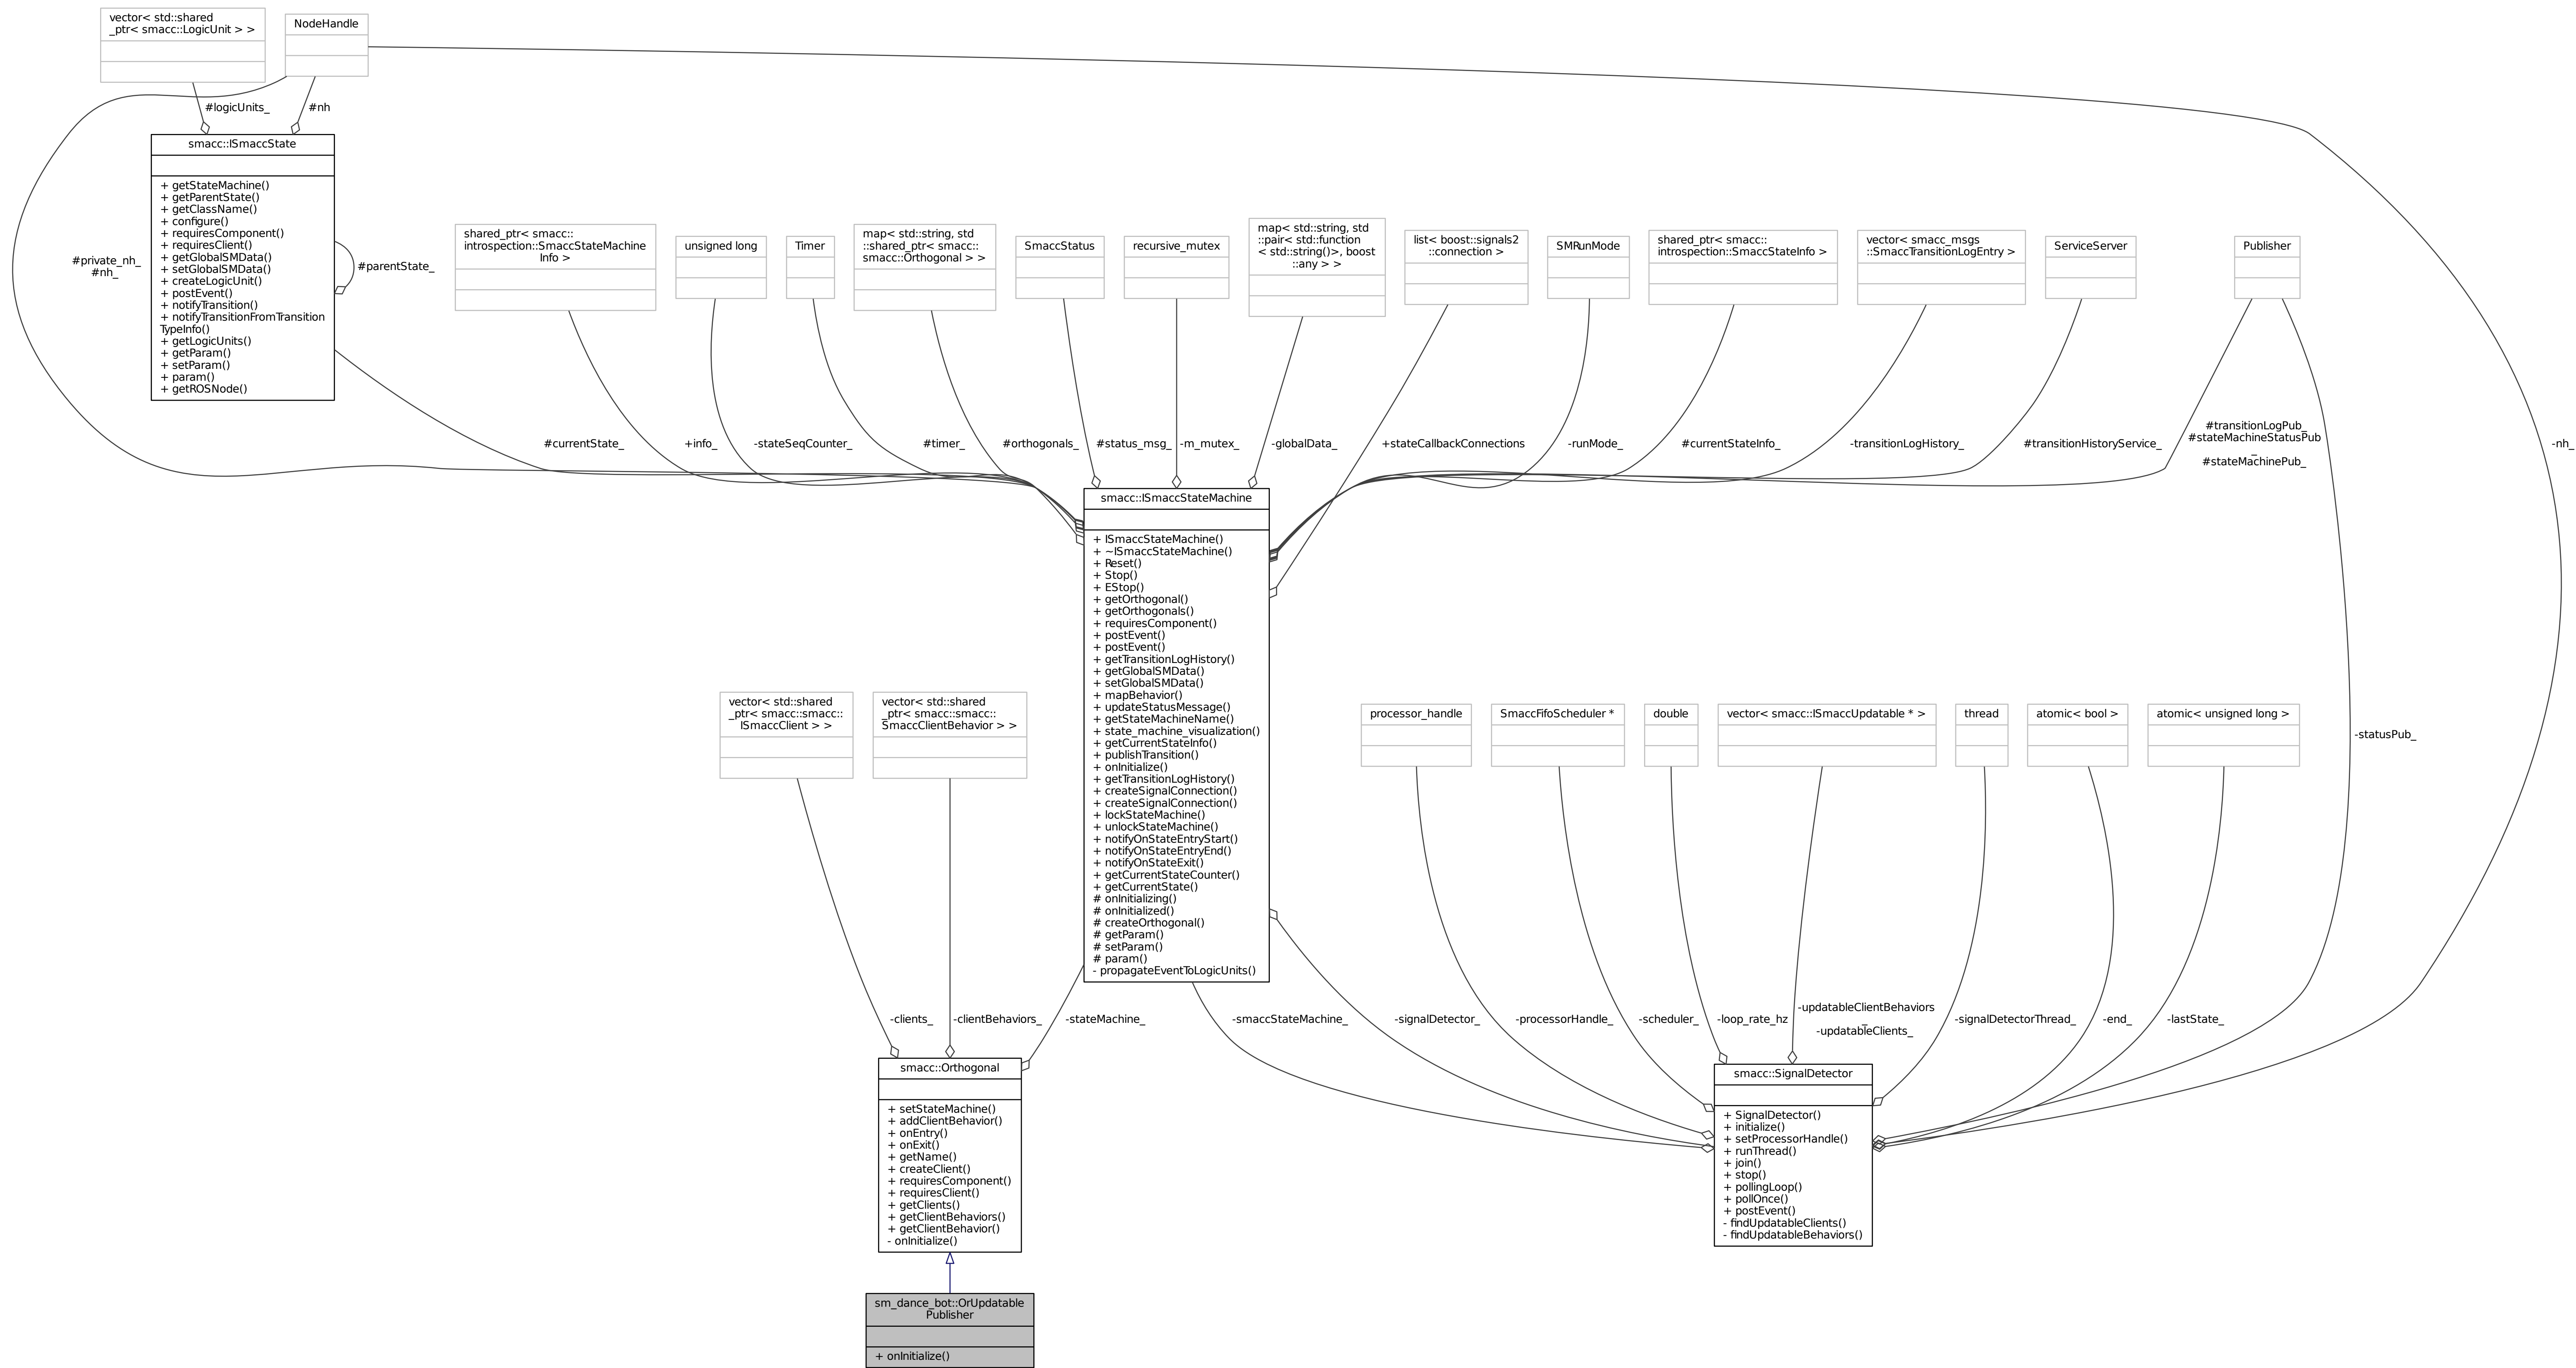 vector< std::shared
_ptr< smacc::LogicUnit > >
NodeHandle
#logicUnits_
#nh
smacc::ISmaccState
+ getStateMachine()
+ getParentState()
+ getClassName()
+ configure()
+ requiresComponent()
+ requiresClient()
+ getGlobalSMData()
+ setGlobalSMData()
+ createLogicUnit()
+ postEvent()
+ notifyTransition()
+ notifyTransitionFromTransition
TypeInfo()
+ getLogicUnits()
+ getParam()
+ setParam()
+ param()
+ getROSNode()
#private_nh_
#nh_
#parentState_
shared_ptr< smacc::
introspection::SmaccStateMachine
Info >
unsigned long
Timer
map< std::string, std
::shared_ptr< smacc::
smacc::Orthogonal > >
SmaccStatus
recursive_mutex
map< std::string, std
::pair< std::function
< std::string()>, boost
::any > >
list< boost::signals2
::connection >
SMRunMode
shared_ptr< smacc::
introspection::SmaccStateInfo >
vector< smacc_msgs
::SmaccTransitionLogEntry >
ServiceServer
Publisher
#currentState_
+info_
-stateSeqCounter_
#timer_
#orthogonals_
#status_msg_
-m_mutex_
-globalData_
+stateCallbackConnections
-runMode_
#currentStateInfo_
-transitionLogHistory_
#transitionHistoryService_
#transitionLogPub_
#stateMachineStatusPub
_
#stateMachinePub_
-nh_
smacc::ISmaccStateMachine
+ ISmaccStateMachine()
+ ~ISmaccStateMachine()
+ Reset()
+ Stop()
+ EStop()
+ getOrthogonal()
+ getOrthogonals()
+ requiresComponent()
+ postEvent()
+ postEvent()
+ getTransitionLogHistory()
+ getGlobalSMData()
+ setGlobalSMData()
+ mapBehavior()
+ updateStatusMessage()
+ getStateMachineName()
+ state_machine_visualization()
+ getCurrentStateInfo()
+ publishTransition()
+ onInitialize()
+ getTransitionLogHistory()
+ createSignalConnection()
+ createSignalConnection()
+ lockStateMachine()
+ unlockStateMachine()
+ notifyOnStateEntryStart()
+ notifyOnStateEntryEnd()
+ notifyOnStateExit()
+ getCurrentStateCounter()
+ getCurrentState()
# onInitializing()
# onInitialized()
# createOrthogonal()
# getParam()
# setParam()
# param()
- propagateEventToLogicUnits()
vector< std::shared
_ptr< smacc::smacc::
ISmaccClient > >
vector< std::shared
_ptr< smacc::smacc::
SmaccClientBehavior > >
processor_handle
SmaccFifoScheduler *
double
vector< smacc::ISmaccUpdatable * >
thread
atomic< bool >
atomic< unsigned long >
-statusPub_
-clients_
-clientBehaviors_
-stateMachine_
-smaccStateMachine_
-signalDetector_
-processorHandle_
-scheduler_
-loop_rate_hz
-updatableClientBehaviors
_
-updatableClients_
-signalDetectorThread_
-end_
-lastState_
smacc::Orthogonal
+ setStateMachine()
+ addClientBehavior()
+ onEntry()
+ onExit()
+ getName()
+ createClient()
+ requiresComponent()
+ requiresClient()
+ getClients()
+ getClientBehaviors()
+ getClientBehavior()
- onInitialize()
smacc::SignalDetector
+ SignalDetector()
+ initialize()
+ setProcessorHandle()
+ runThread()
+ join()
+ stop()
+ pollingLoop()
+ pollOnce()
+ postEvent()
- findUpdatableClients()
- findUpdatableBehaviors()
sm_dance_bot::OrUpdatable
Publisher
+ onInitialize()